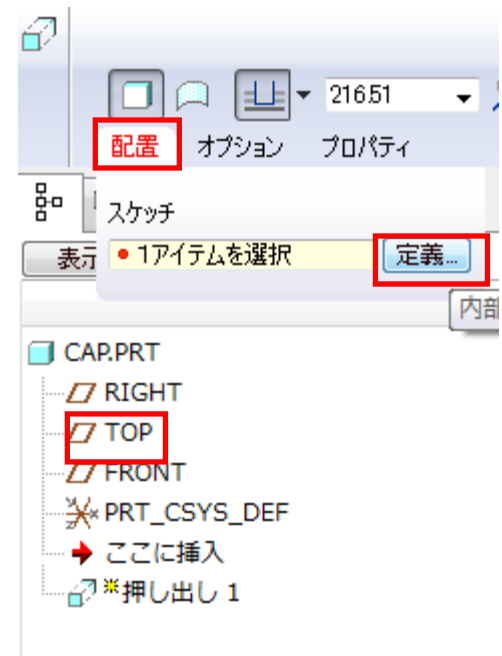 216.51
配置 オプション プロパティ
スケッチ
表示
1アイテムを選択 定義...
内部
CAP.PRT
RIGHT
TOP
FRONT
PRT_CSYS_DEF
ここに挿入
押し出し 1